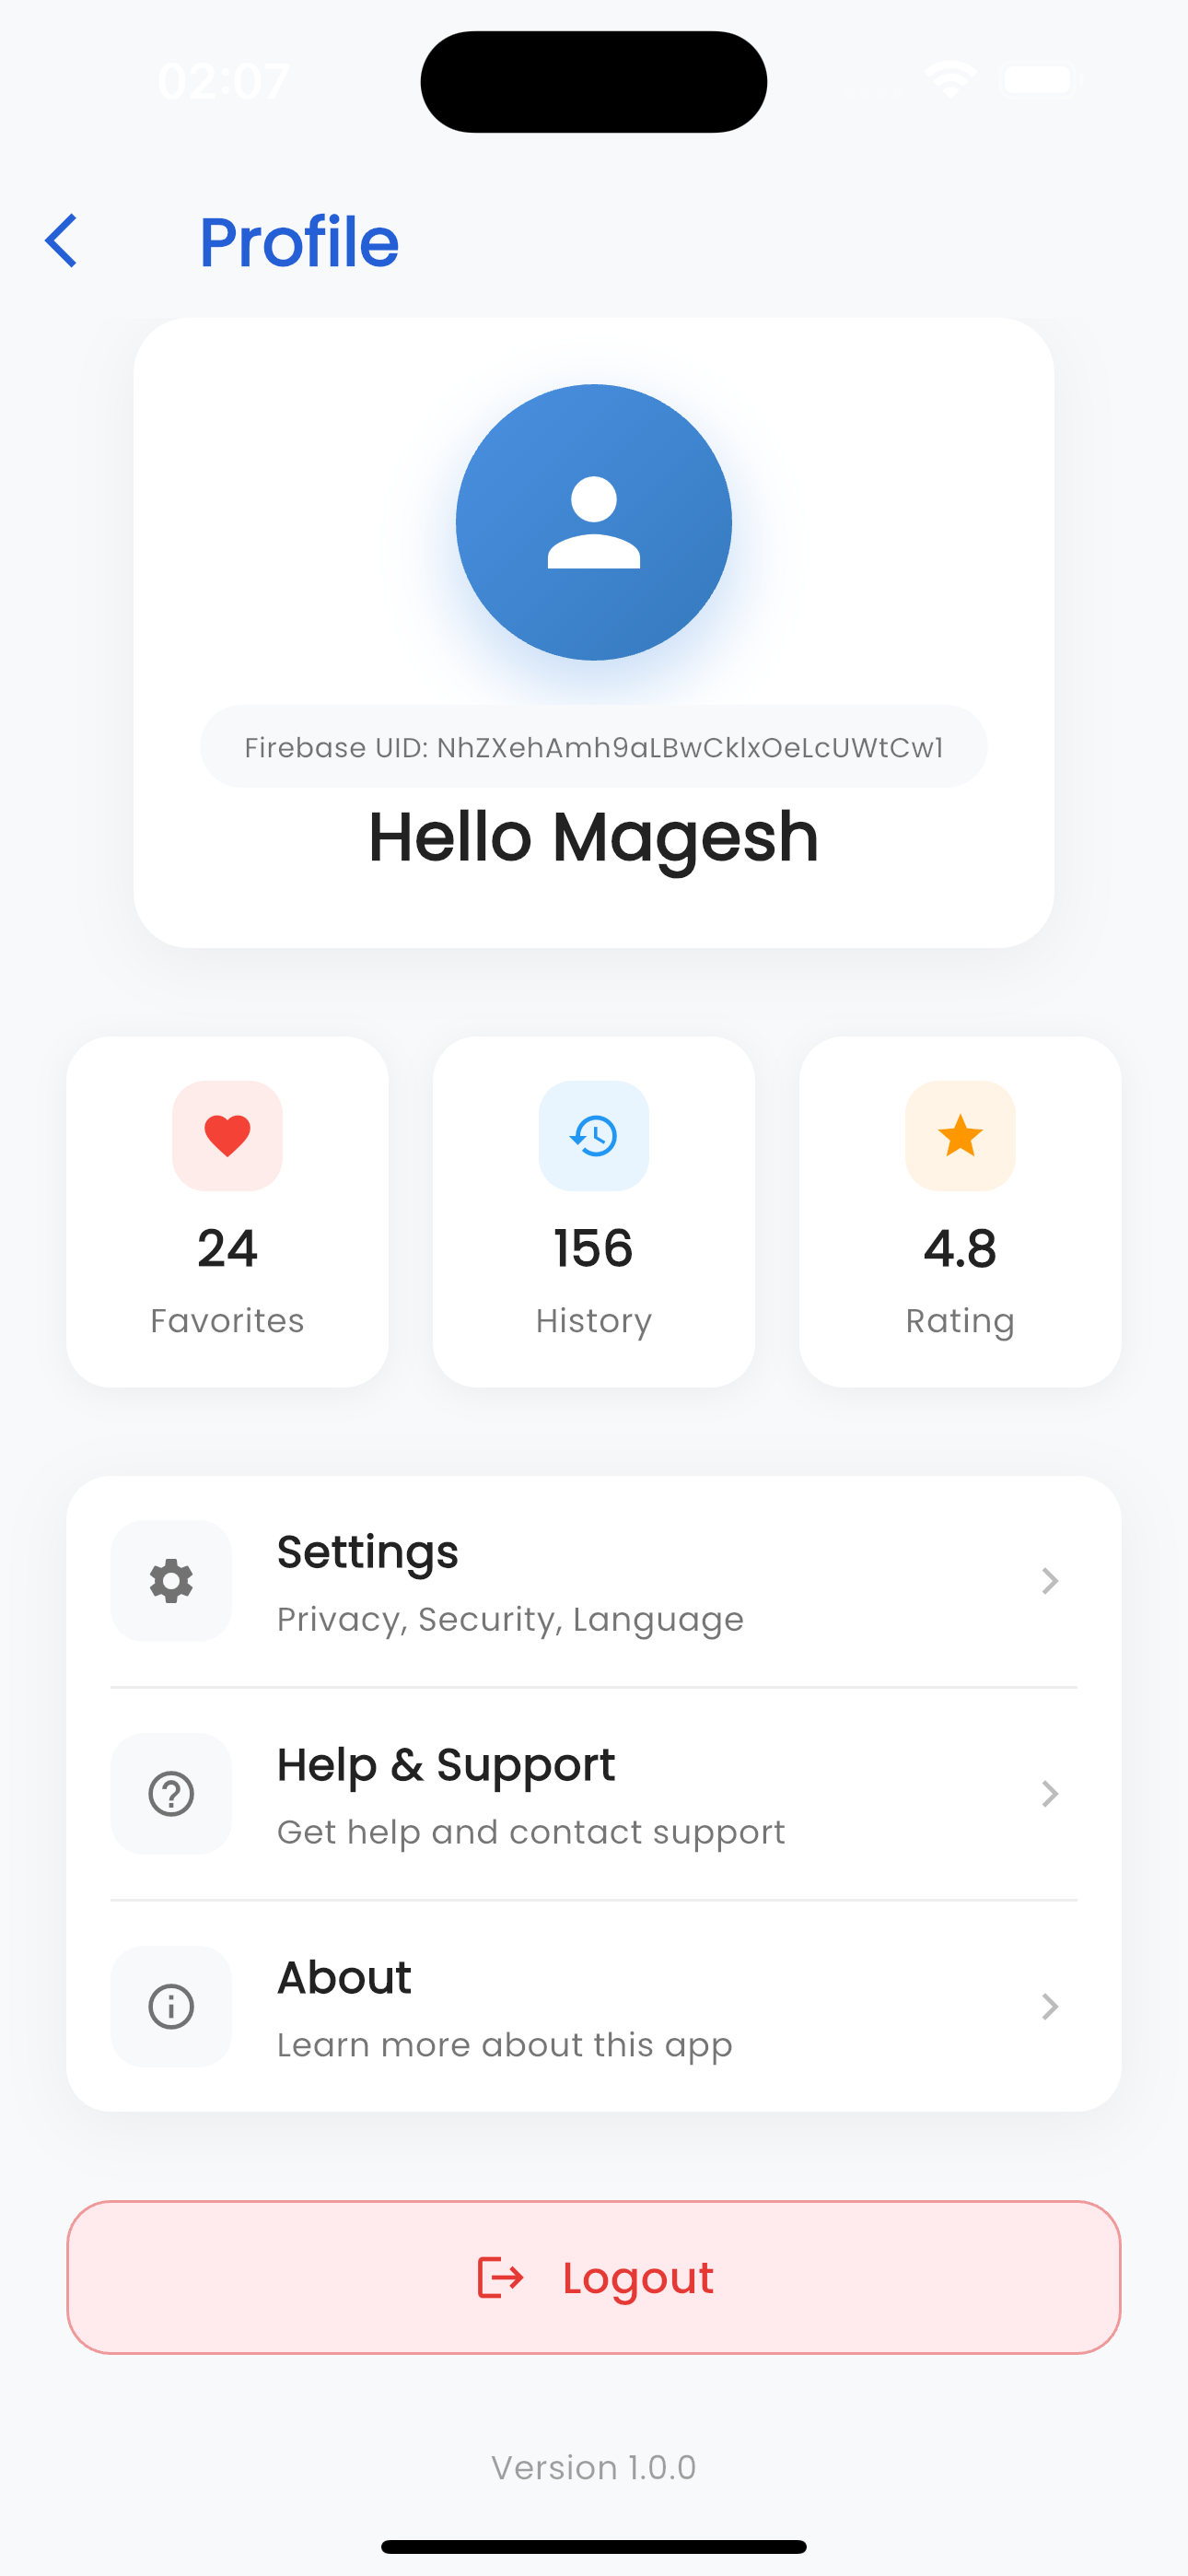 02:07
Profile
Firebase UID: NhZXehAmh9aLBwCklxOeLcUWtCw1
Hello Magesh
24
Favorites
156
History
4.8
Rating
Settings
Privacy, Security, Language
Help & Support
Get help and contact support
About
Learn more about this app
Logout
Version 1.0.0